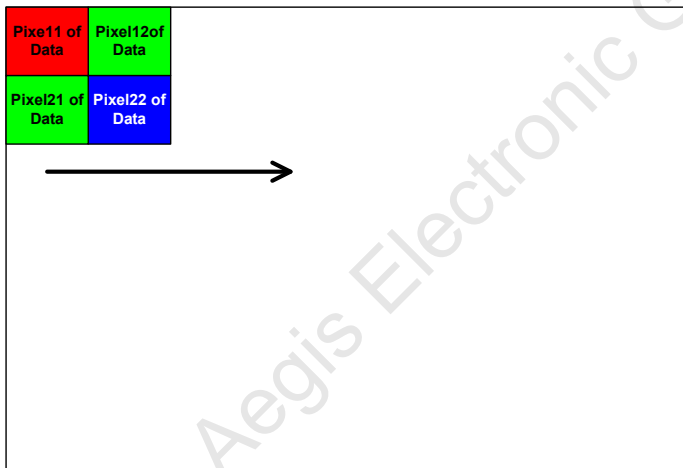 Pixe11 of
Data
Pixel12of
Data
Pixel21 of
Data
Pixel22 of
Data
Aegis Electronic G